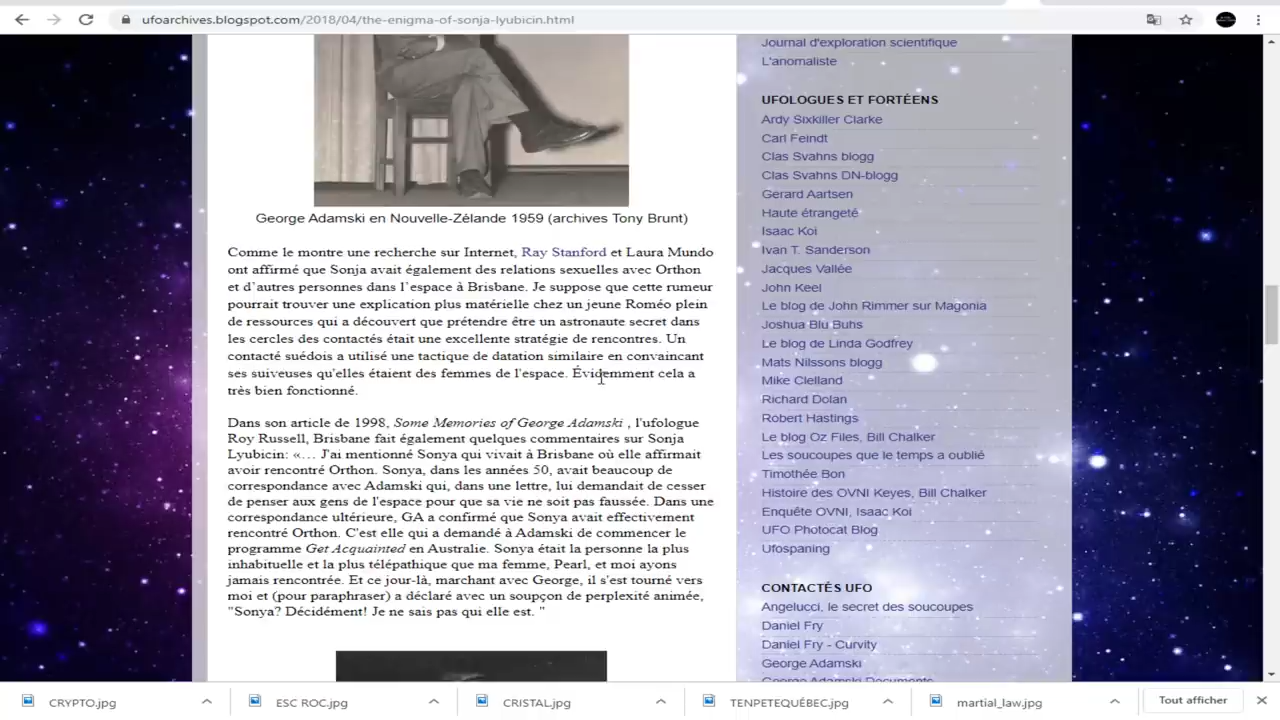 ufoarchives.blogspot.com/2018/04/the-enigma-of-sonja-lyubicin.html
George Adamski en Nouvelle-Zélande 1959 (archives Tony Brunt)
Comme le montre une recherche sur Internet, Ray Stanford et Laura Mundo
ont affirmé que Sonja avait également des relations sexuelles avec Orthon
et d'autres personnes dans l'espace à Brisbane. Je suppose que cette rumeur
pourrait trouver une explication plus matérielle chez un jeune Roméo plein
de ressources qui a découvert que prétendre être un astronaute secret dans
les cercles des contactés était une excellente stratégie de rencontres. Un
contacté suédois a utilisé une tactique de datation similaire en convaincant
ses suiveuses qu'elles étaient des femmes de l'espace. Évidemment cela a
très bien fonctionné.
Dans son article de 1998, Some Memories of George Adamski , l'ufologue
Roy Russell, Brisbane fait également quelques commentaires sur Sonja
Lyubicin: «… J'ai mentionné Sonya qui vivait à Brisbane où elle affirmait
avoir rencontré Orthon. Sonya, dans les années 50, avait beaucoup de
correspondance avec Adamski qui, dans une lettre, lui demandait de cesser
de penser aux gens de l'espace pour que sa vie ne soit pas faussée. Dans une
correspondance ultérieure, GA a confirmé que Sonya avait effectivement
rencontré Orthon. C'est elle qui a demandé à Adamski de commencer le
programme Get Acquainted en Australie. Sonya était la personne la plus
inhabituelle et la plus télépathique que ma femme, Pearl, et moi ayons
jamais rencontrée. Et ce jour-là, marchant avec George, il s'est tourné vers
moi et (pour paraphraser) a déclaré avec un soupçon de perplexité animée,
"Sonya? Décidément! Je ne sais pas qui elle est. "
Journal d'exploration scientifique
L'anomaliste
UFOLOGUES ET FORTÉENS
Ardy Sixkiller Clarke
Carl Feindt
Clas Svahns blogg
Clas Svahns DN-blogg
Gerard Aartsen
Haute étrangeté
Isaac Koi
Ivan T. Sanderson
Jacques Vallée
John Keel
Le blog de John Rimmer sur Magonia
Joshua Blu Buhs
Le blog de Linda Godfrey
Mats Nilssons blogg
Mike Clelland
Richard Dolan
Robert Hastings
Le blog Oz Files, Bill Chalker
Les soucoupes que le temps a oublié
Timothée Bon
Histoire des OVNI Keyes, Bill Chalker
Enquête OVNI, Isaac Koi
UFO Photocat Blog
Ufospaning
CONTACTÉS UFO
Angelucci, le secret des soucoupes
Daniel Fry
Daniel Fry - Curvity
George Adamski
George Adamski Documents
CRYPTO.jpg
ESC ROC.jpg
CRISTAL.jpg
TENPETEQUÉBEC.jpg
martial_law.jpg
Tout afficher